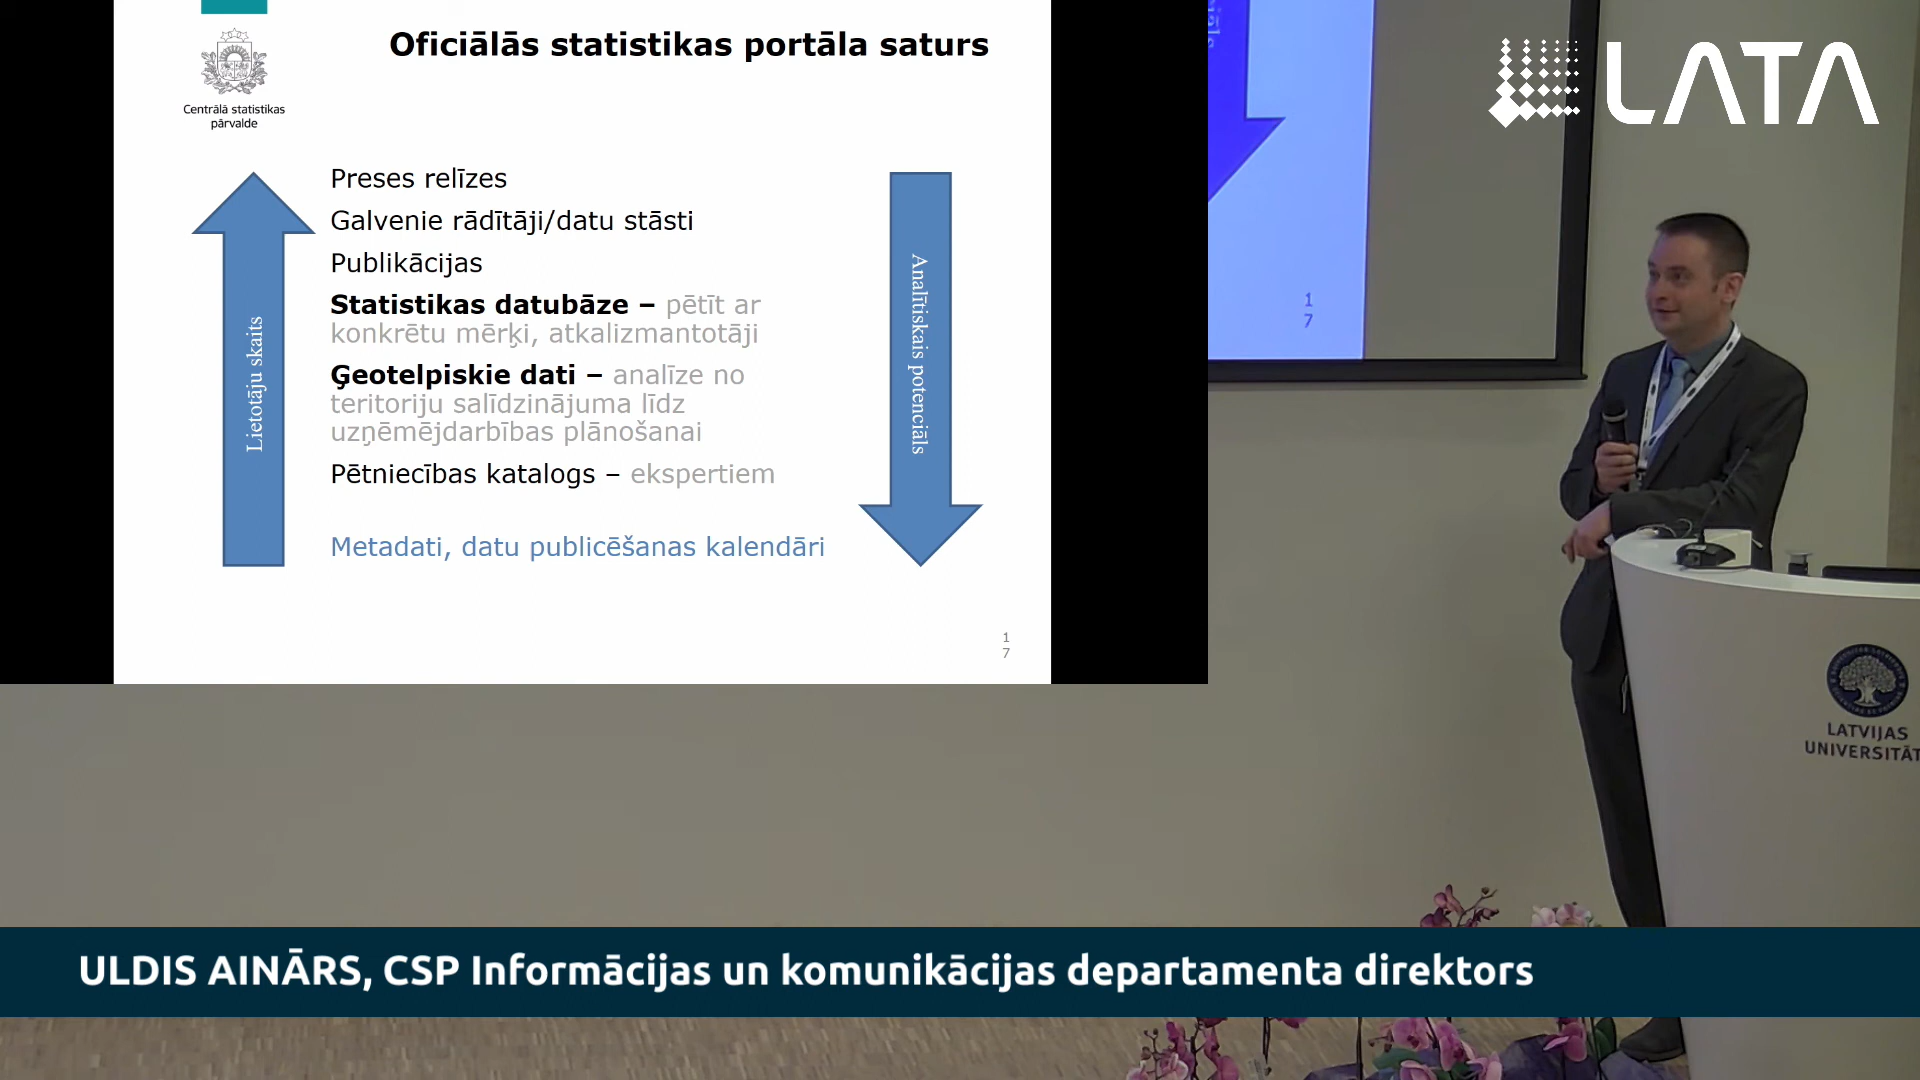 Oficiālās statistikas portāla saturs
Centrālā statistikas
pārvalde
Preses relīzes
Galvenie rādītāji/datu stāsti
Publikācijas
Statistikas datubāze – pētīt ar
konkrētu mērķi, atkalizmantotāji
Ģeotelpiskie dati – analīze no
teritoriju salīdzinājuma līdz
uzņēmējdarbības plānošanai
Pētniecības katalogs – ekspertiem
Metadati, datu publicēšanas kalendāri
Lietotāju skaits
Analītiskais potenciāls
1
7
1
7
LATA
LATVIJAS
UNIVERSITĀT
ULDIS AINĀRS, CSP Informācijas un komunikācijas departamenta direktors